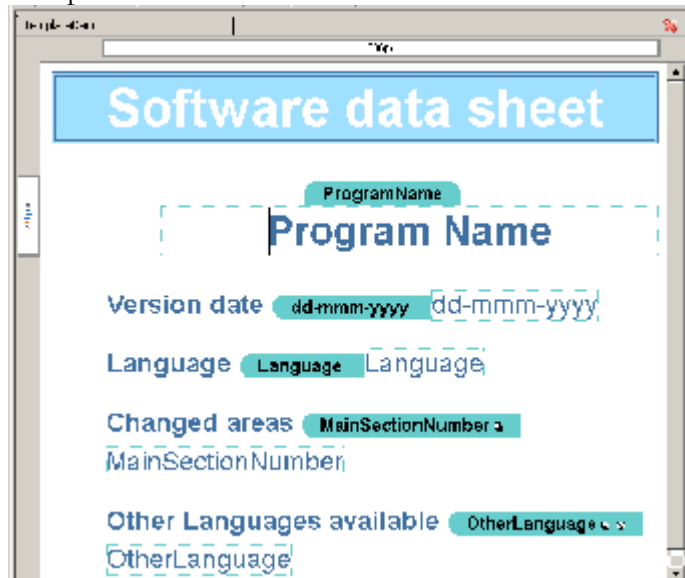 Software data sheet
ProgramName
Program Name
Version date dd-mmm-yyyy dd-mmm-yyyy
Language Language Language
Changed areas MainSectionNumber
MainSectionNumber
Other Languages available OtherLanguage
OtherLanguage